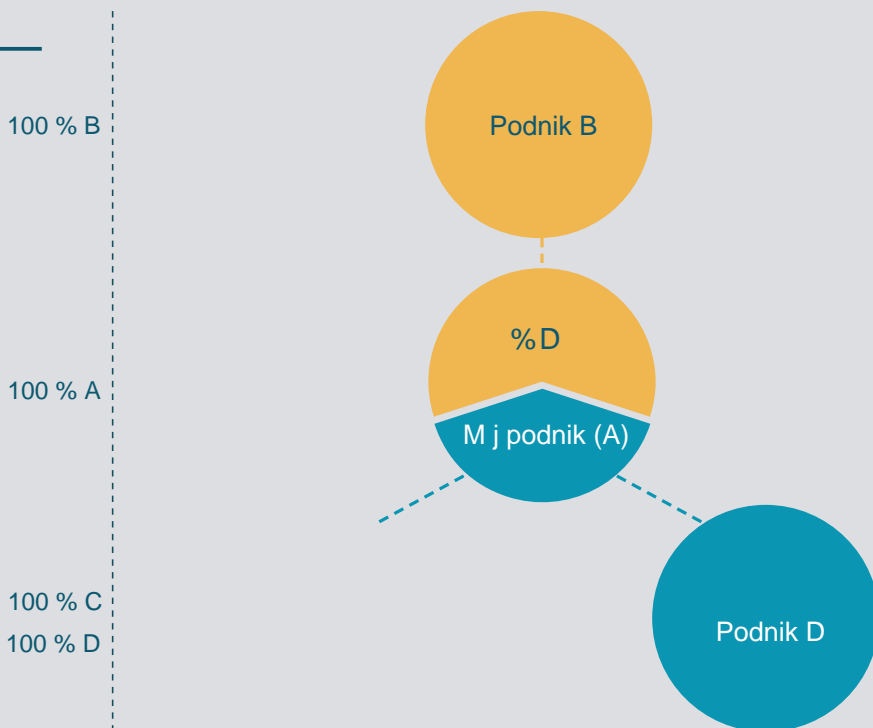 100 % B
Podnik B
%D
100 % A
M j podnik (A)
100 % C
100 % D
Podnik D